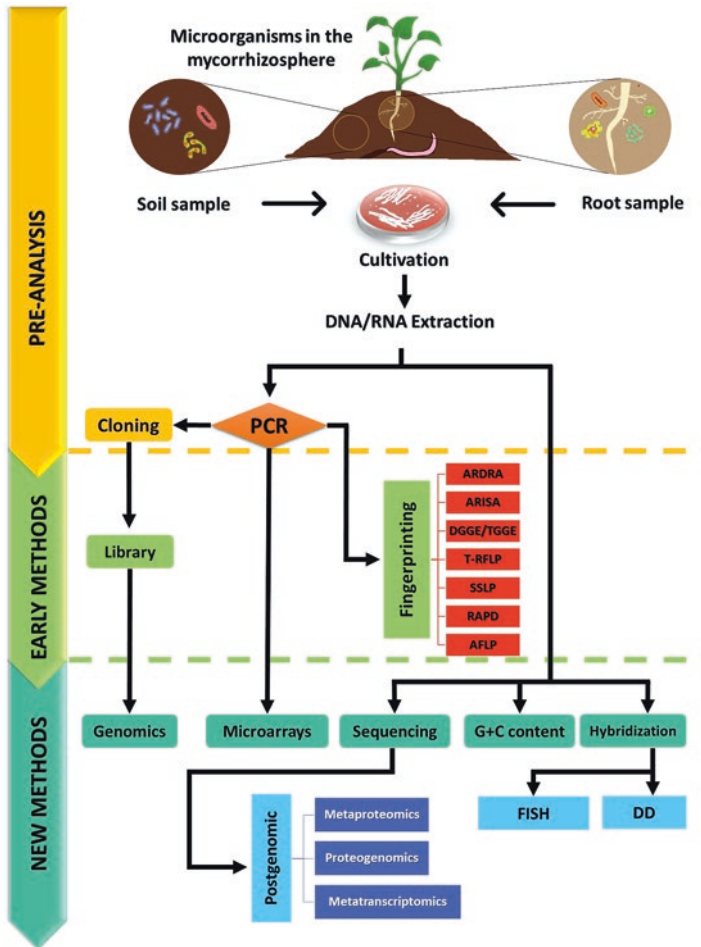 Microorganisms in the
mycorrhizosphere
Soil sample
Root sample
Cultivation
DNA/RNA Extraction
PRE-ANALYSIS
Cloning
PCR
EARLY METHODS
Library
Fingerprinting
ARDRA
ARISA
DGGE/TGGE
T-RFLP
SSLP
RAPD
AFLP
NEW METHODS
Genomics
Microarrays
Sequencing
G+C content
Hybridization
FISH
DD
Postgenomic
Metaproteomics
Proteogenomics
Metatranscriptomics